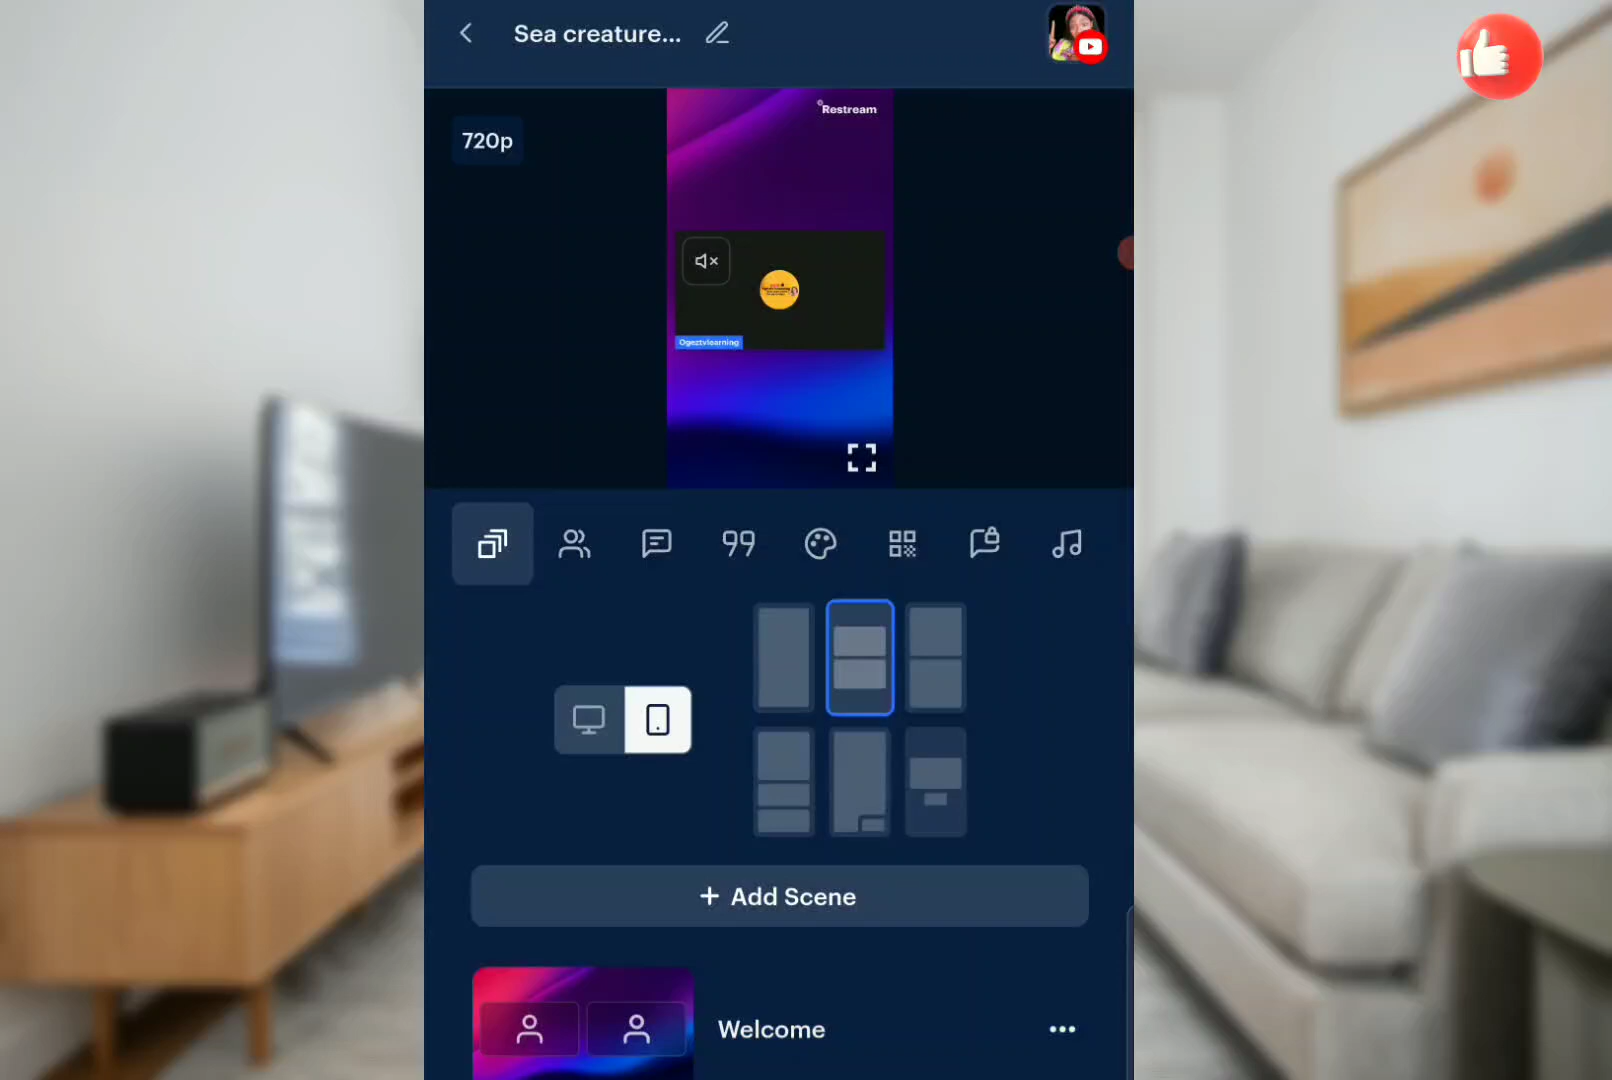 Sea creature...
Restream
720p
Ogeztvlearning
+ Add Scene
Welcome